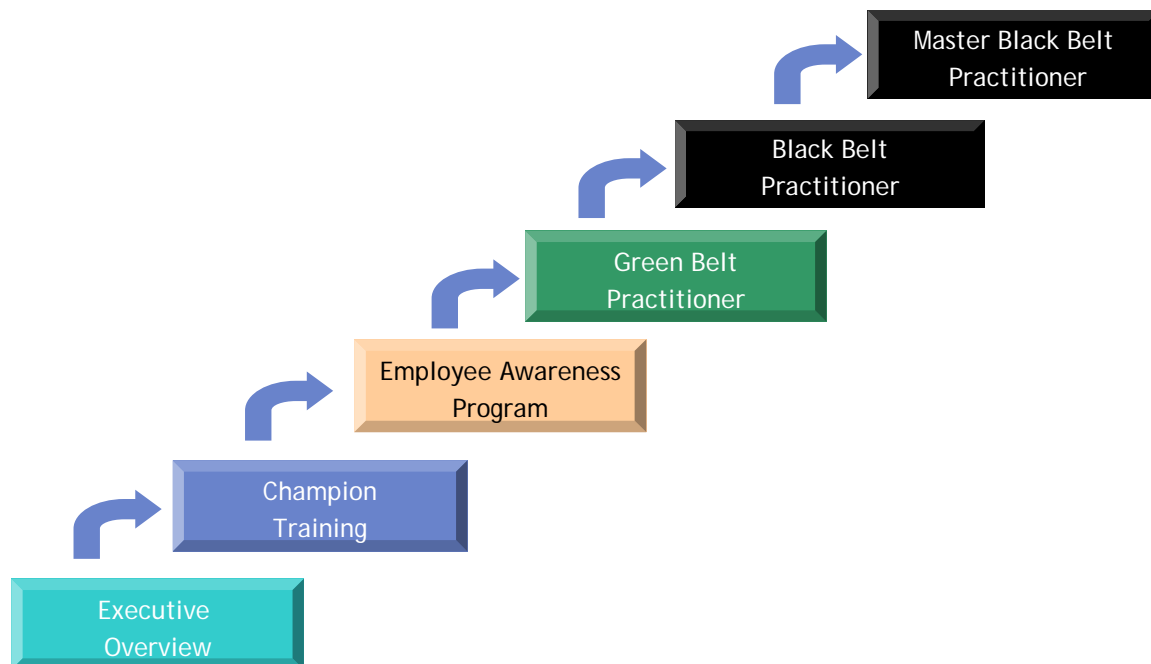 Master Black Belt
Practitioner
Black Belt
Practitioner
Green Belt
Practitioner
Employee Awareness
Program
Champion
Training
Executive
Overview